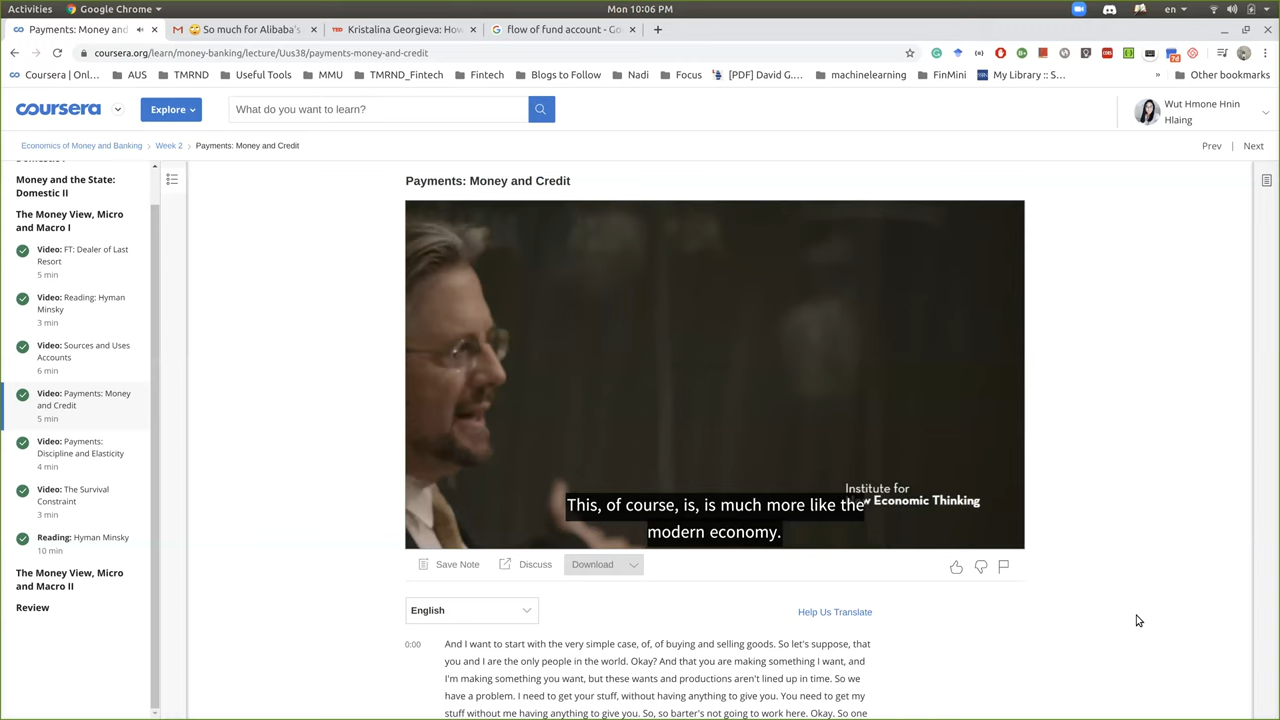 Activities
Google Chrome
Mon 10:06 PM
en
Payments: Money and
So much for Alibaba's
Kristalina Georgieva: How
flow of fund account - Go
coursera.org/learn/money-banking/lecture/Uus38/payments-money-and-credit
Coursera | Onl...
AUS
TMRND
Useful Tools
MMU
TMRND_Fintech
Fintech
Blogs to Follow
Nadi
Focus
[PDF] David G....
machinelearning
FinMini
My Library :: S...
»
Other bookmarks
coursera
Explore
What do you want to learn?
Wut Hmone Hnin
Hlaing
Economics of Money and Banking
Week 2
Payments: Money and Credit
Prev | Next
Money and the State:
Domestic II
The Money View, Micro
and Macro I
Video: FT: Dealer of Last
Resort
5 min
Video: Reading: Hyman
Minsky
3 min
Video: Sources and Uses
Accounts
6 min
Video: Payments: Money
and Credit
5 min
Video: Payments:
Discipline and Elasticity
4 min
Video: The Survival
Constraint
3 min
Reading: Hyman Minsky
10 min
The Money View, Micro
and Macro II
Review
Payments: Money and Credit
Institute for
Economic Thinking
This, of course, is, is much more like the
modern economy.
Save Note
Discuss
Download
English
Help Us Translate
0:00
And I want to start with the very simple case, of, of buying and selling goods. So let's suppose, that
you and I are the only people in the world. Okay? And that you are making something I want, and
I'm making something you want, but these wants and productions aren't lined up in time. So we
have a problem. I need to get your stuff, without having anything to give you. You need to get my
stuff without me having anything to give you. So, so barter's not going to work here. Okay. So one